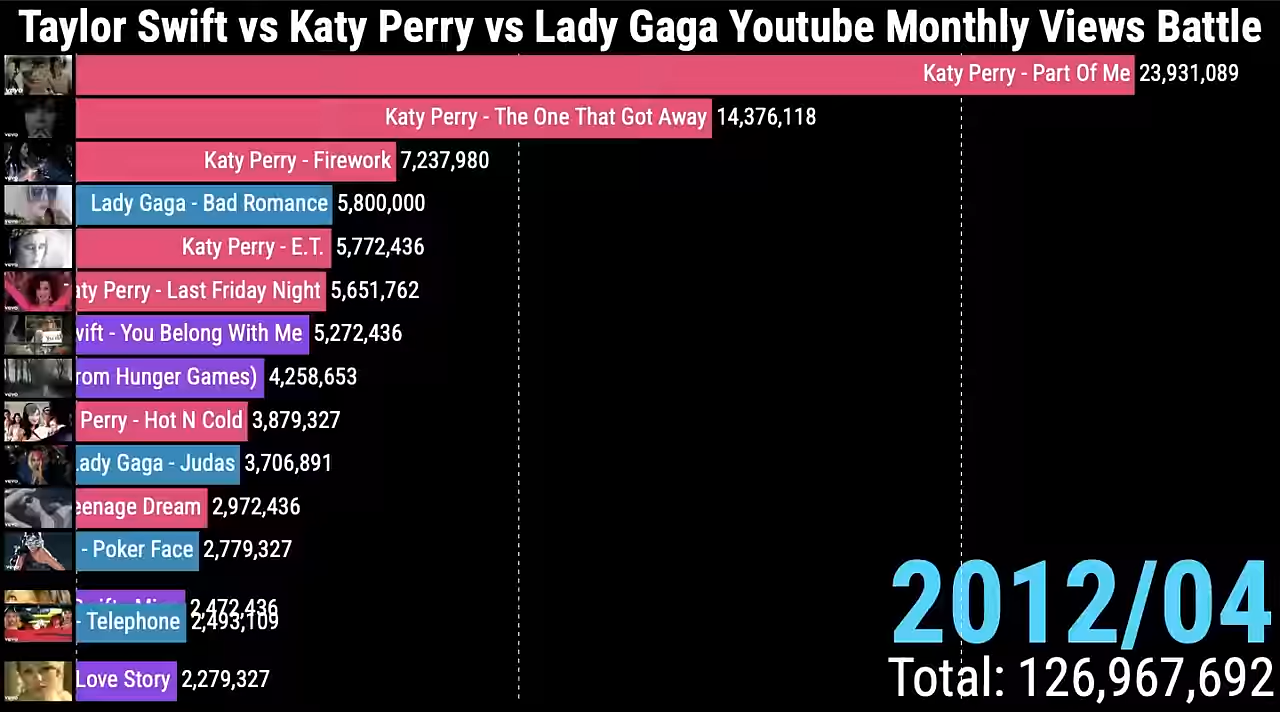 Taylor Swift vs Katy Perry vs Lady Gaga Youtube Monthly Views Battle
Katy Perry - Part Of Me 23,931,089
Katy Perry - The One That Got Away 14,376,118
Katy Perry - Firework 7,237,980
Lady Gaga - Bad Romance 5,800,000
Katy Perry - E.T. 5,772,436
aty Perry - Last Friday Night 5,651,762
wift - You Belong With Me 5,272,436
rom Hunger Games) 4,258,653
Perry - Hot N Cold 3,879,327
Lady Gaga - Judas 3,706,891
eenage Dream 2,972,436
- Poker Face 2,779,327
2,472,436
- Telephone 2,493,109
Love Story 2,279,327
2012/04
Total: 126,967,692